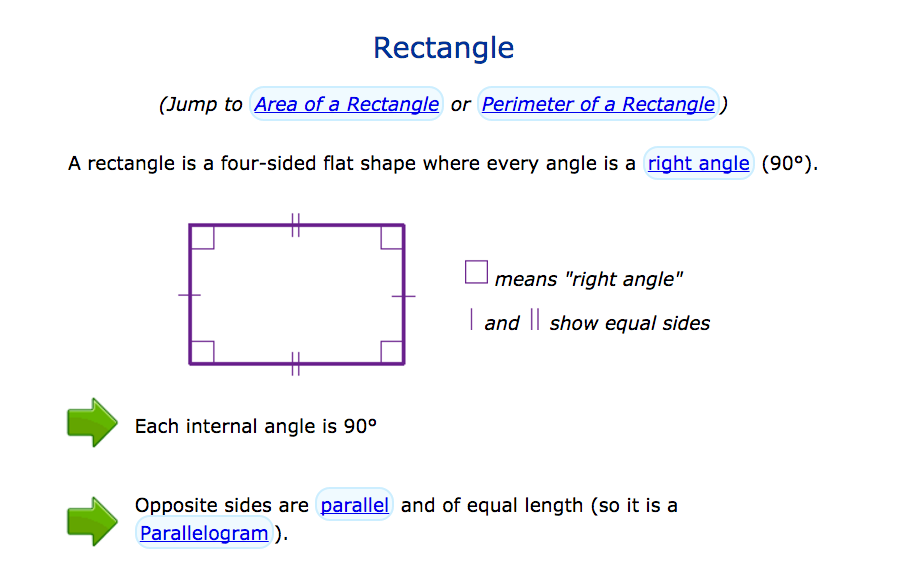 Rectangle
(Jump to Area of a Rectangle or Perimeter of a Rectangle)
A rectangle is a four-sided flat shape where every angle is a right angle (90°).
means "right angle"
| and || show equal sides
Each internal angle is 90°
Opposite sides are parallel and of equal length (so it is a
Parallelogram).